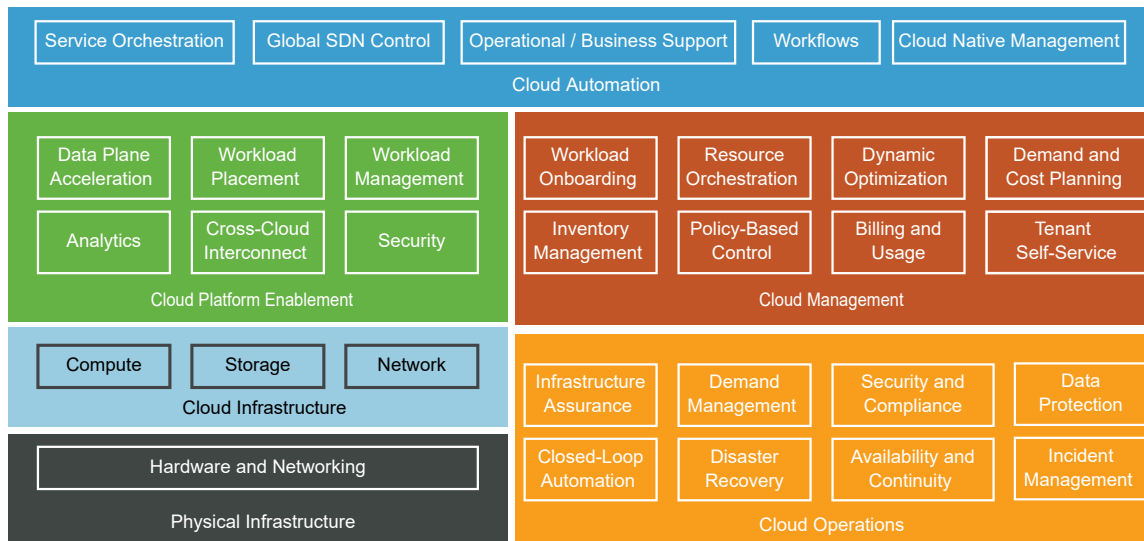 Service Orchestration
Global SDN Control
Operational / Business Support
Workflows
Cloud Native Management
Cloud Automation
Data Plane
Acceleration
Workload
Placement
Workload
Management
Analytics
Cross-Cloud
Interconnect
Security
Cloud Platform Enablement
Workload
Onboarding
Resource
Orchestration
Dynamic
Optimization
Demand and
Cost Planning
Inventory
Management
Policy-Based
Control
Billing and
Usage
Tenant
Self-Service
Cloud Management
Compute
Storage
Network
Cloud Infrastructure
Hardware and Networking
Physical Infrastructure
Infrastructure
Assurance
Demand
Management
Security and
Compliance
Data
Protection
Closed-Loop
Automation
Disaster
Recovery
Availability and
Continuity
Incident
Management
Cloud Operations